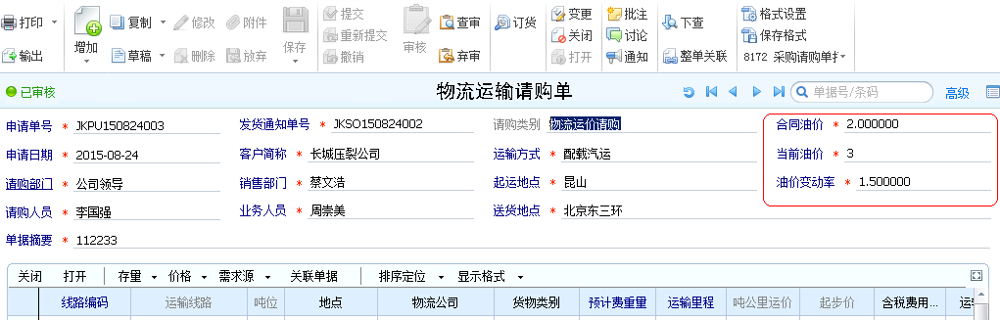 打印 增加 复制 修改 附件 保存 提交 审核 查审 订货 变更 批注 下查 格式设置
重新提交 关闭 讨论 保存格式
输出 草稿 删除 放弃 撤销 弃审 打开 通知 整单关联 8172 采购请购单打
已审核 物流运输请购单 单据号/条码 高级
申请单号 * JKPU150824003 发货通知单号 * JKSO150824002 请购类别 物流运价请购 合同油价 * 2.000000
申请日期 * 2015-08-24 客户简称 * 长城压裂公司 运输方式 * 配载汽运 当前油价 * 3
请购部门 * 公司领导 销售部门 * 蔡文浩 起运地点 * 昆山 油价变动率 * 1.500000
请购人员 * 李国强 业务人员 * 周崇美 送货地点 * 北京东三环
单据摘要 * 112233
关闭 打开 存量 价格 需求源 关联单据 排序定位 显示格式
线路编码 运输线路 吨位 地点 物流公司 货物类别 预计费重量 运输里程 吨公里运价 起步价 含税费用...